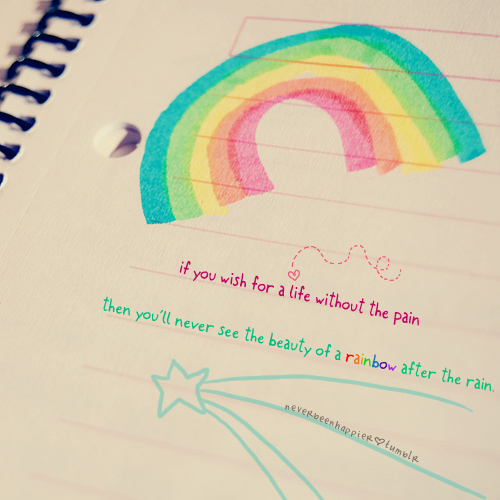 if you wish for a life without the pain
then you'll never see the beauty of a rainbow after the rain.
neverbeenhappier♡tumblr